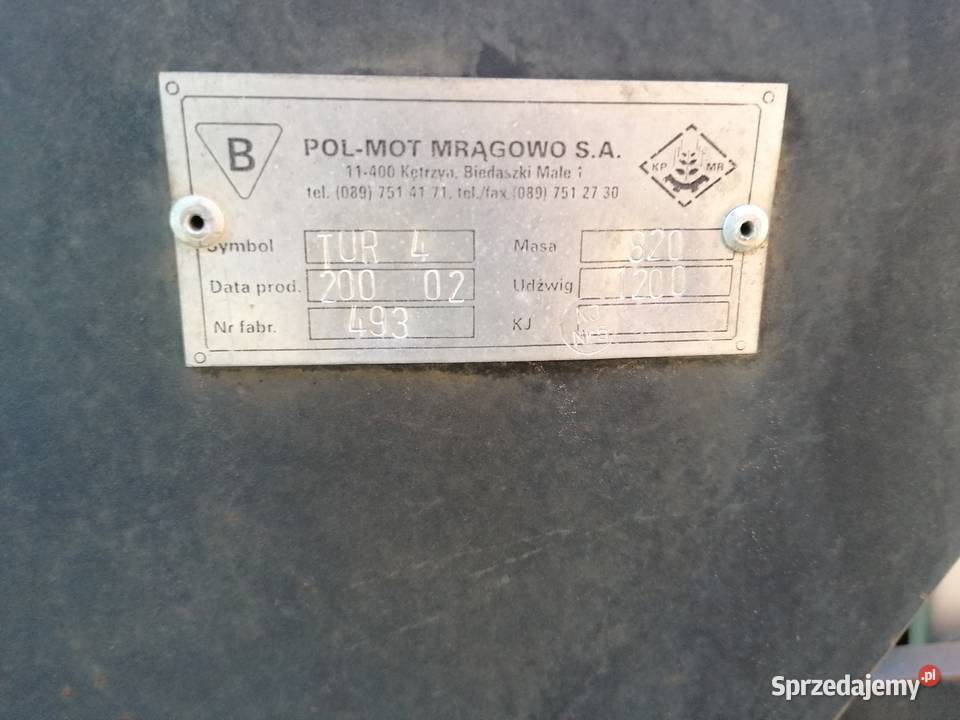 B
POL-MOT MRĄGOWO S.A.
KP MR
11-400 Kętrzyn, Biedaszki Małe 1
tel. (089) 751 41 71, tel./fax (089) 751 27 30
Symbol TUR 4 Masa 820
Data prod. 200 02 Udźwig 1200
Nr fabr. 493 KJ KJ
Sprzedajemy.pl